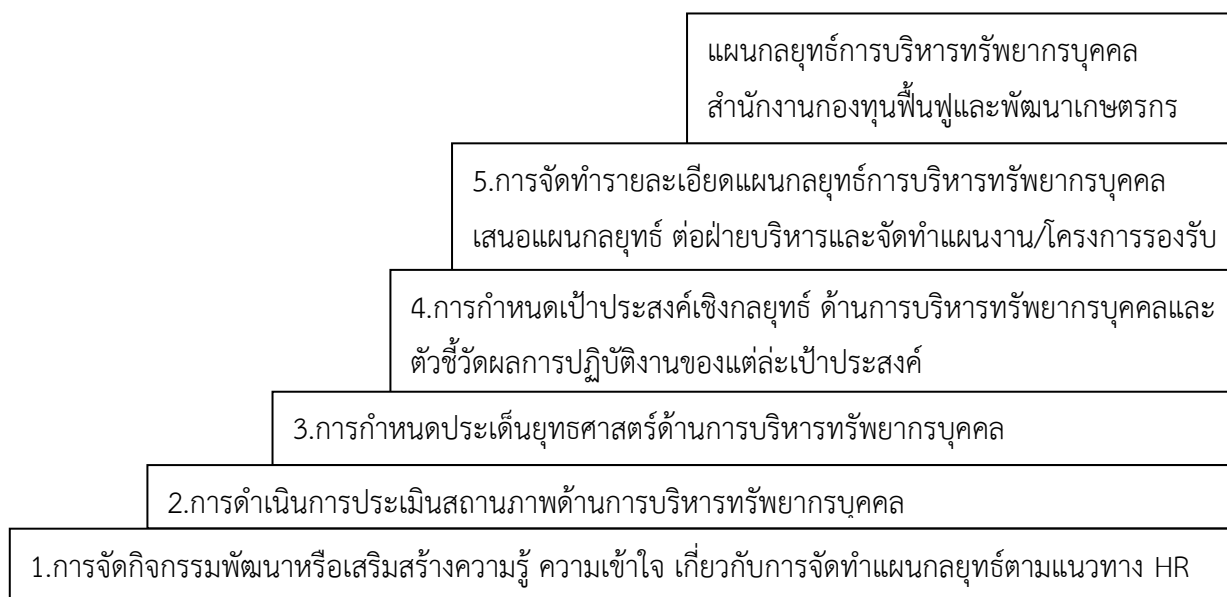 แผนกลยุทธ์การบริหารทรัพยากรบุคคล
สำนักงานกองทุนฟื้นฟูและพัฒนาเกษตรกร
5.การจัดทำรายละเอียดแผนกลยุทธ์การบริหารทรัพยากรบุคคล
เสนอแผนกลยุทธ์ ต่อฝ่ายบริหารและจัดทำแผนงาน/โครงการรองรับ
4.การกำหนดเป้าประสงค์เชิงกลยุทธ์ ด้านการบริหารทรัพยากรบุคคลและ
ตัวชี้วัดผลการปฏิบัติงานของแต่ล่ะเป้าประสงค์
3.การกำหนดประเด็นยุทธศาสตร์ด้านการบริหารทรัพยากรบุคคล
2.การดำเนินการประเมินสถานภาพด้านการบริหารทรัพยากรบุคคล
1.การจัดกิจกรรมพัฒนาหรือเสริมสร้างความรู้ ความเข้าใจ เกี่ยวกับการจัดทำแผนกลยุทธ์ตามแนวทาง HR